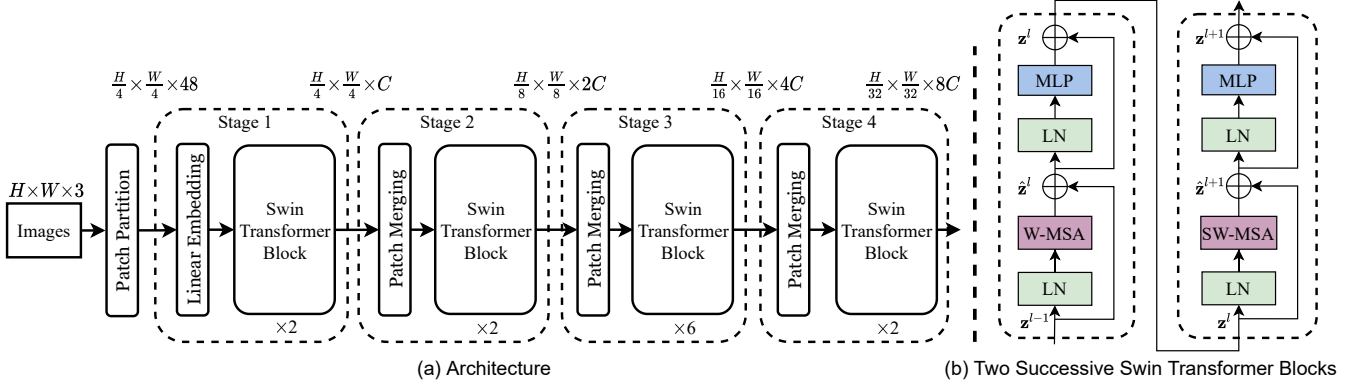 H/4 × W/4 × 48
H/4 × W/4 × C
H/8 × W/8 × 2C
H/16 × W/16 × 4C
H/32 × W/32 × 8C
Stage 1
Stage 2
Stage 3
Stage 4
H×W×3
Images
Patch Partition
Linear Embedding
Swin
Transformer
Block
×2
Patch Merging
Swin
Transformer
Block
×2
Patch Merging
Swin
Transformer
Block
×6
Patch Merging
Swin
Transformer
Block
×2
(a) Architecture
z^l
MLP
LN
ẑ^l
W-MSA
LN
z^{l-1}
z^{l+1}
MLP
LN
ẑ^{l+1}
SW-MSA
LN
z^l
(b) Two Successive Swin Transformer Blocks